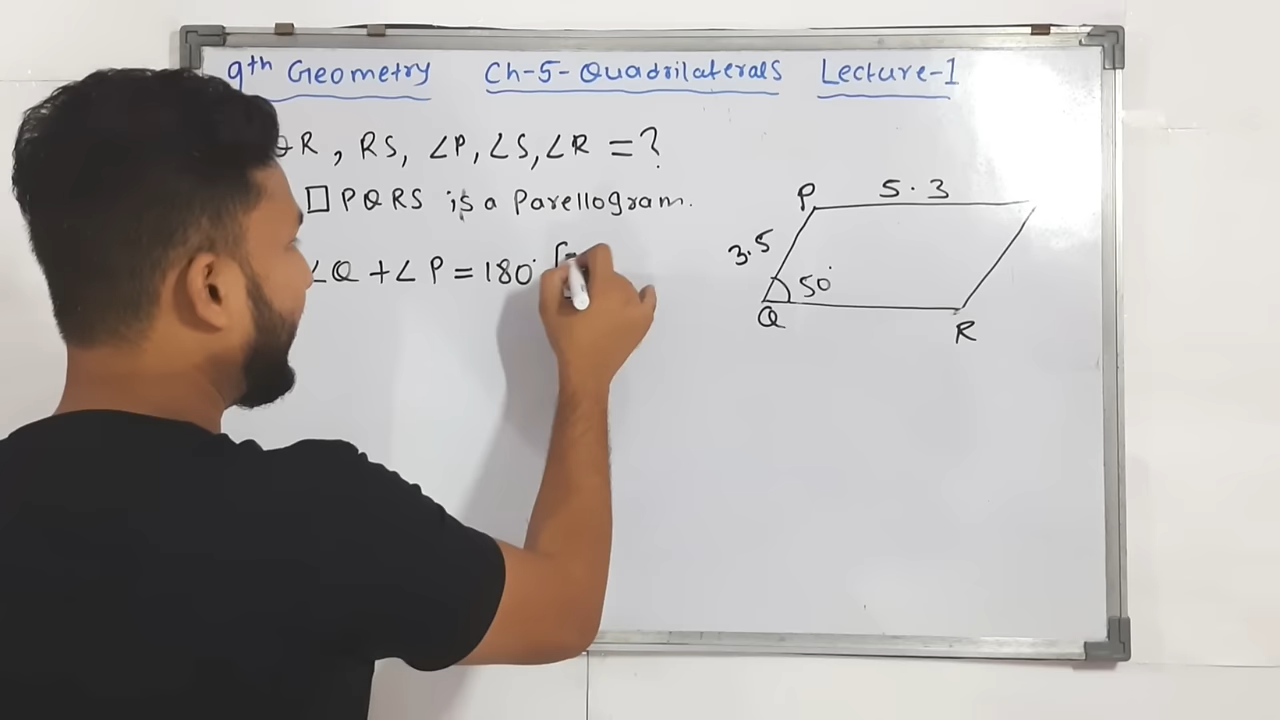 9th Geometry Ch-5-Quadrilaterals Lecture-1
QR, RS, ∠P, ∠S, ∠R = ?
□ PQRS is a Parellogram.
∠Q + ∠P = 180° [
P 5.3
3.5
50°
Q
R